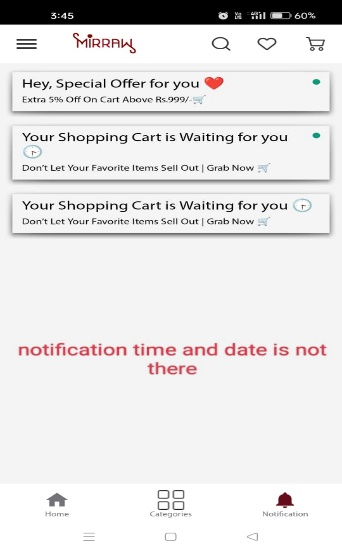 3:45
60%
MIRRAW
Hey, Special Offer for you ❤️
Extra 5% Off On Cart Above Rs.999/-🛒
Your Shopping Cart is Waiting for you
🕝
Don't Let Your Favorite Items Sell Out | Grab Now 🛒
Your Shopping Cart is Waiting for you 🕝
Don't Let Your Favorite Items Sell Out | Grab Now 🛒
notification time and date is not
there
Home
Categories
Notification